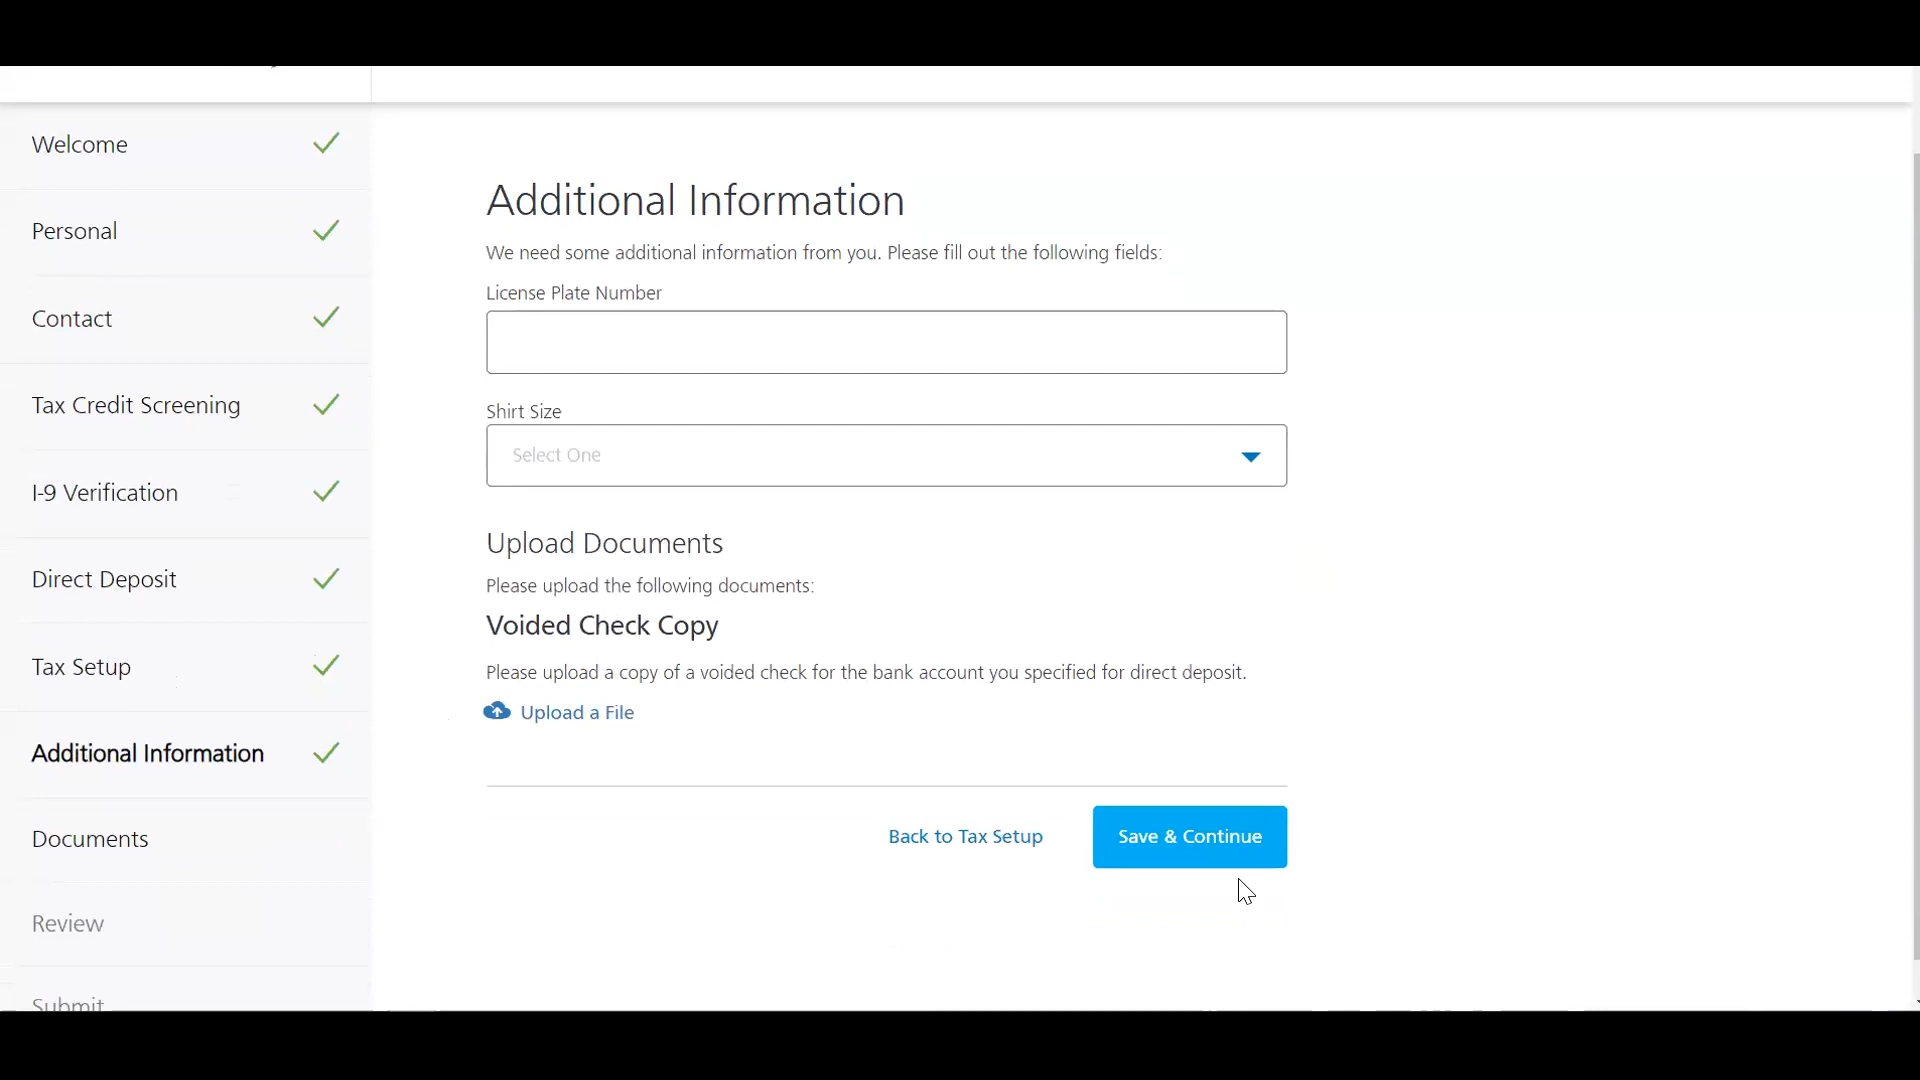 Welcome
Personal
Contact
Tax Credit Screening
I-9 Verification
Direct Deposit
Tax Setup
Additional Information
Documents
Review
Submit
Additional Information
We need some additional information from you. Please fill out the following fields:
License Plate Number
Shirt Size
Select One
Upload Documents
Please upload the following documents:
Voided Check Copy
Please upload a copy of a voided check for the bank account you specified for direct deposit.
Upload a File
Back to Tax Setup
Save & Continue